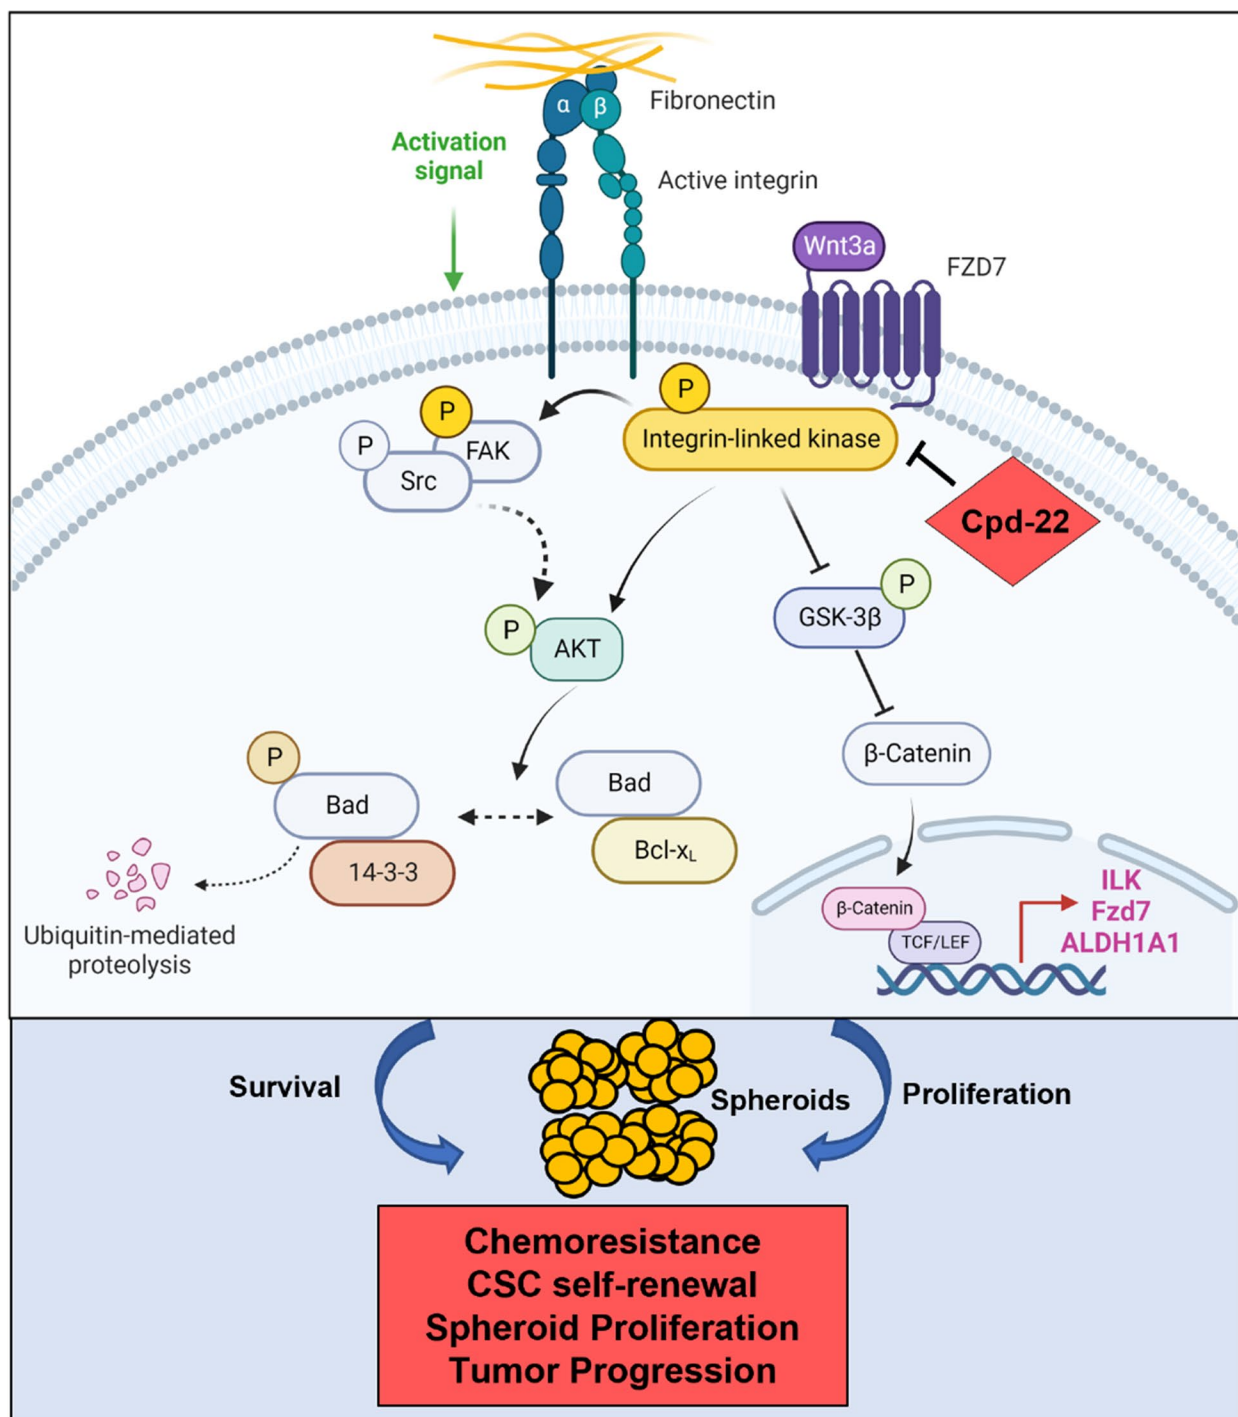 α
β
Fibronectin
Activation
signal
Active integrin
Wnt3a
FZD7
P
Integrin-linked kinase
P
FAK
P
Src
Cpd-22
P
GSK-3β
P
AKT
β-Catenin
P
Bad
14-3-3
Bad
Bcl-xL
Ubiquitin-mediated
proteolysis
β-Catenin
TCF/LEF
ILK
Fzd7
ALDH1A1
Survival
Spheroids
Proliferation
Chemoresistance
CSC self-renewal
Spheroid Proliferation
Tumor Progression